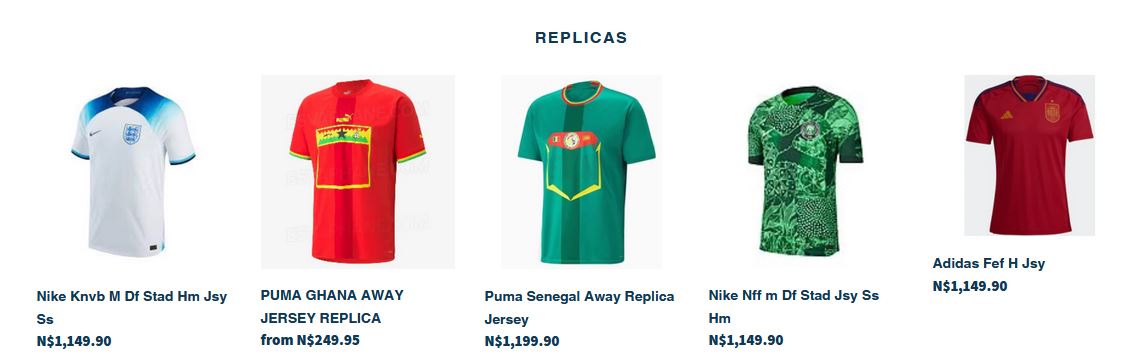 REPLICAS
Nike Knvb M Df Stad Hm Jsy
Ss
N$1,149.90
PUMA GHANA AWAY
JERSEY REPLICA
from N$249.95
Puma Senegal Away Replica
Jersey
N$1,199.90
Nike Nff m Df Stad Jsy Ss
Hm
N$1,149.90
Adidas Fef H Jsy
N$1,149.90